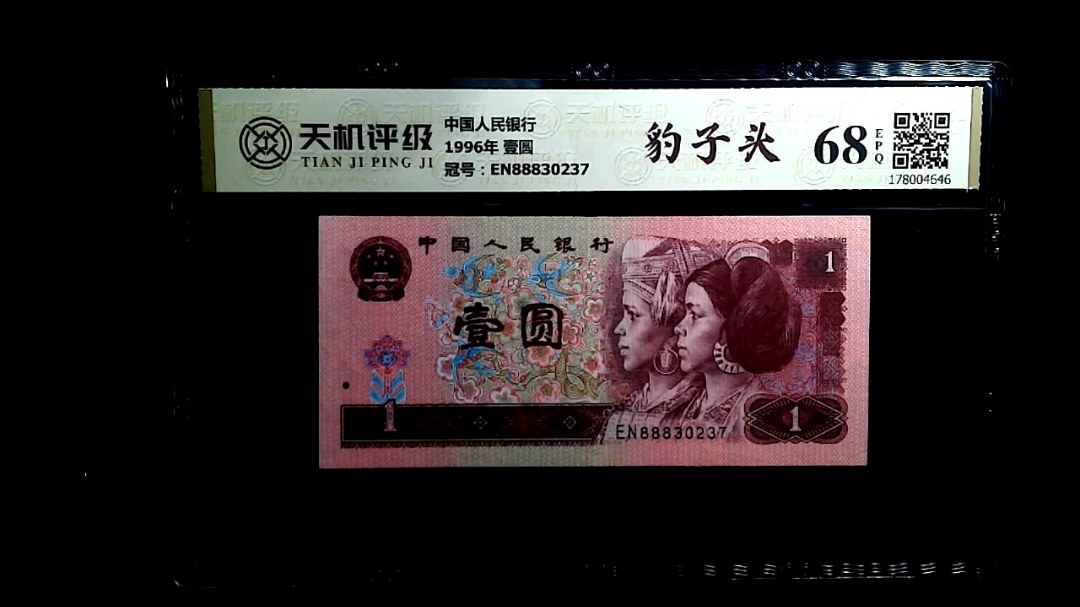 天机评级
TIAN JI PING JI
中国人民银行
1996年 壹圆
冠号：EN88830237
豹子头
68
EPQ
178004646
中国人民银行
1
壹圆
1
EN88830237
1